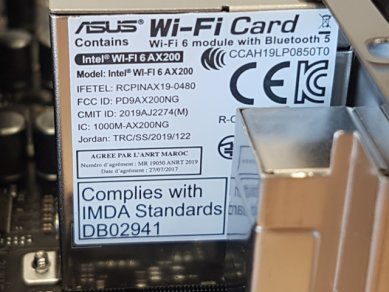 ASUS Wi-Fi Card
Contains Wi-Fi 6 module with Bluetooth 5
Intel® WI-FI 6 AX200
CCAH19LP0850T0
Model: Intel® WI-FI 6 AX200
IFETEL: RCPINAX19-0480
FCC ID: PD9AX200NG
CMIT ID: 2019AJ2274(M)
IC: 1000M-AX200NG
R-C
Jordan: TRC/SS/2019/122
AGREE PAR L'ANRT MAROC
Numéro d'agrément : MR 19050 ANRT 2019
Date d'agrément : 27/07/2017
Complies with
IMDA Standards
DB02941